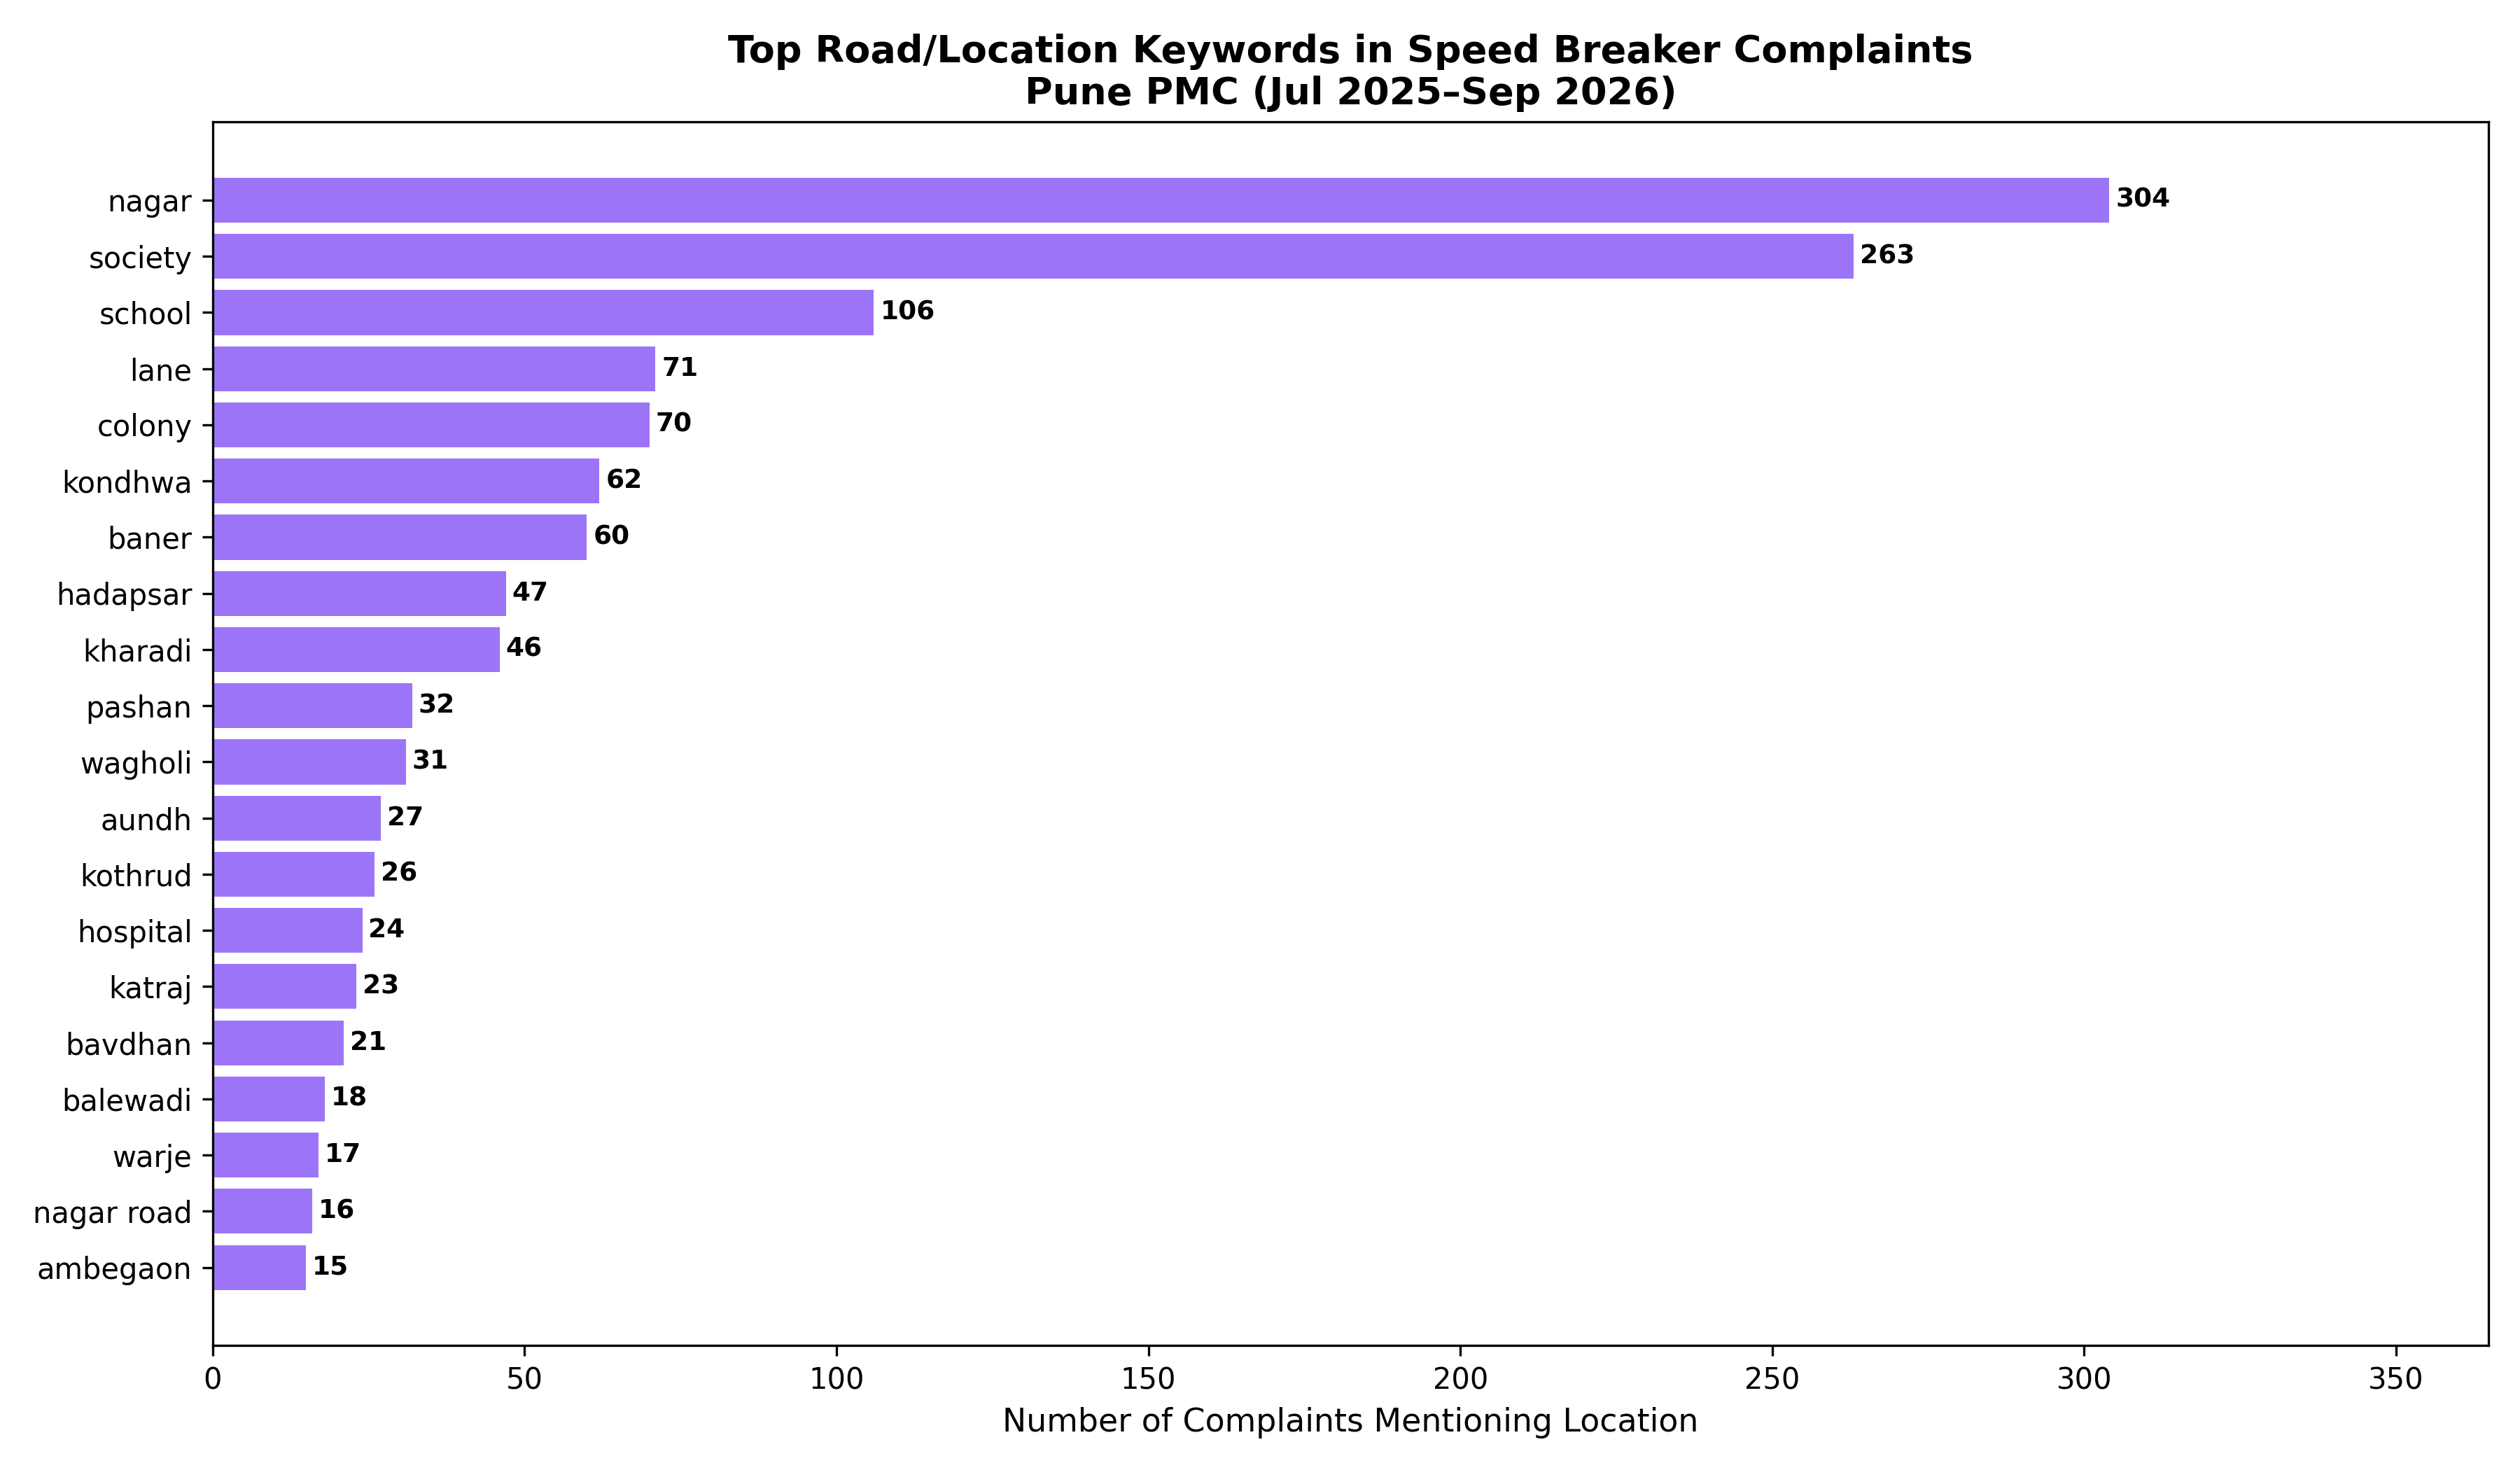 Top Road/Location Keywords in Speed Breaker Complaints
Pune PMC (Jul 2025–Sep 2026)
nagar 304
society 263
school 106
lane 71
colony 70
kondhwa 62
baner 60
hadapsar 47
kharadi 46
pashan 32
wagholi 31
aundh 27
kothrud 26
hospital 24
katraj 23
bavdhan 21
balewadi 18
warje 17
nagar road 16
ambegaon 15
0 50 100 150 200 250 300 350
Number of Complaints Mentioning Location